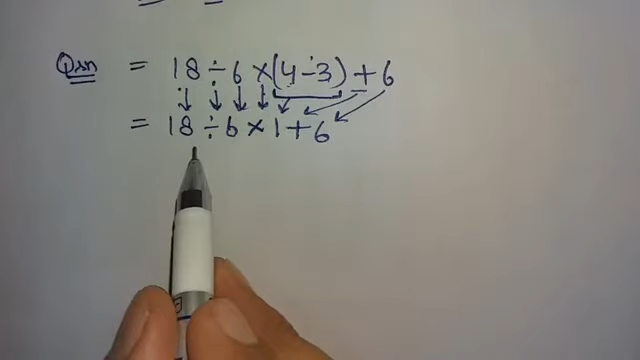 Qsn = 18 ÷ 6 × (4 - 3) + 6
= 18 ÷ 6 × 1 + 6